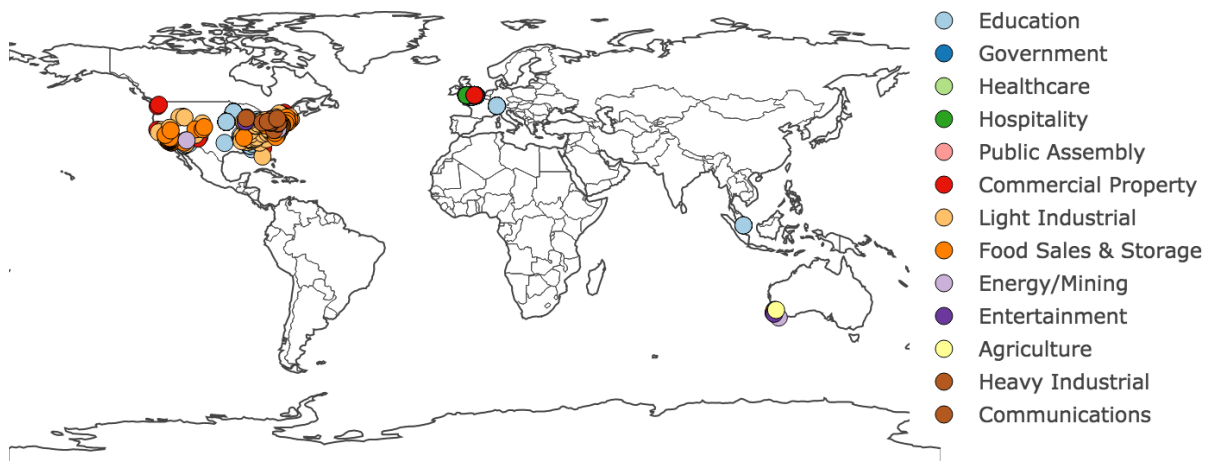 Education
Government
Healthcare
Hospitality
Public Assembly
Commercial Property
Light Industrial
Food Sales & Storage
Energy/Mining
Entertainment
Agriculture
Heavy Industrial
Communications